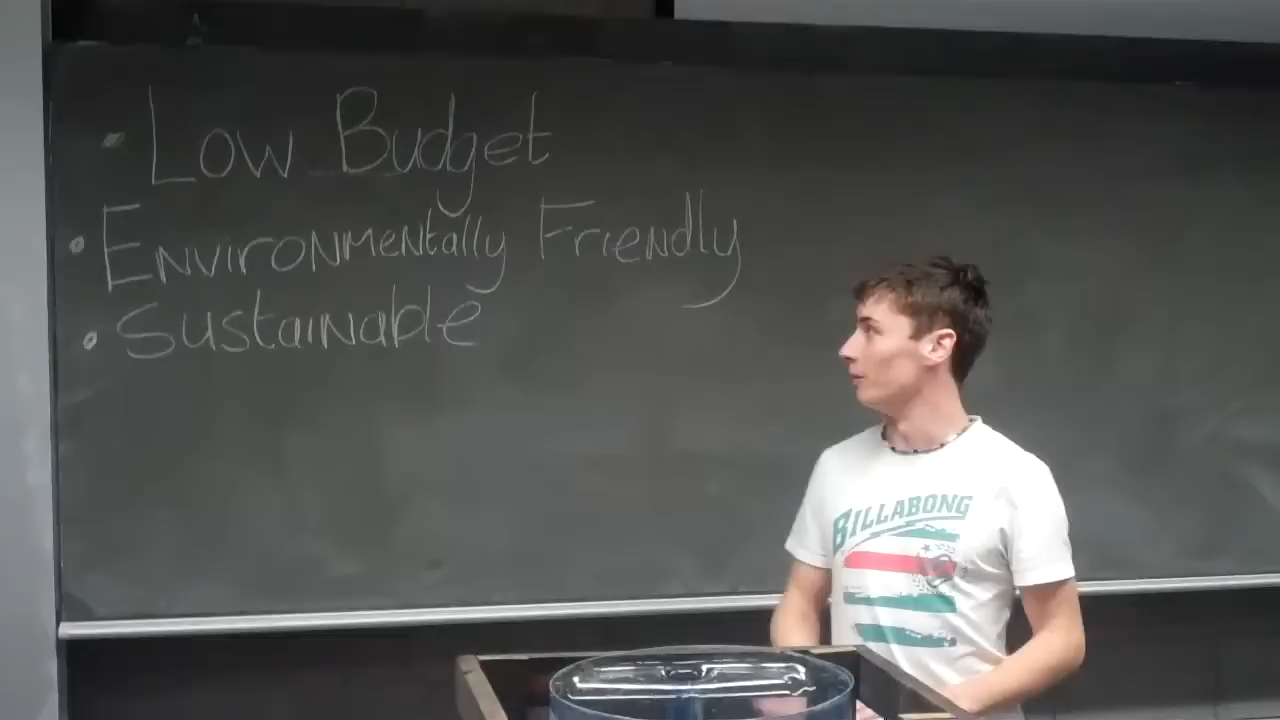 • Low Budget
• Environmentally Friendly
• Sustainable
BILLABONG